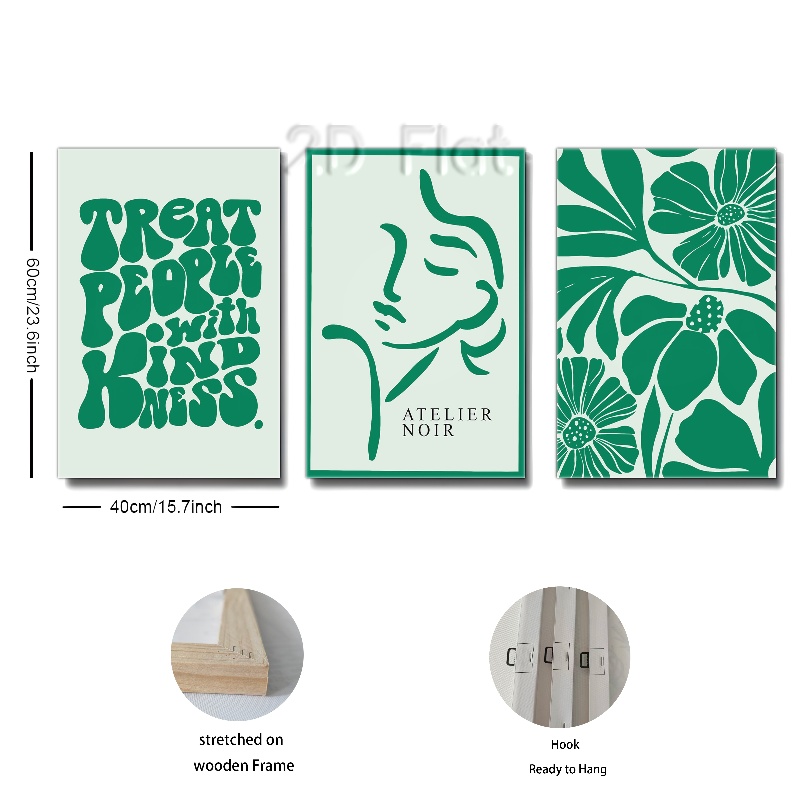 2D Flat
TREAT
PEOPLE
with
KIND
NESS.
ATELIER
NOIR
60cm/23.6inch
40cm/15.7inch
stretched on
wooden Frame
Hook
Ready to Hang